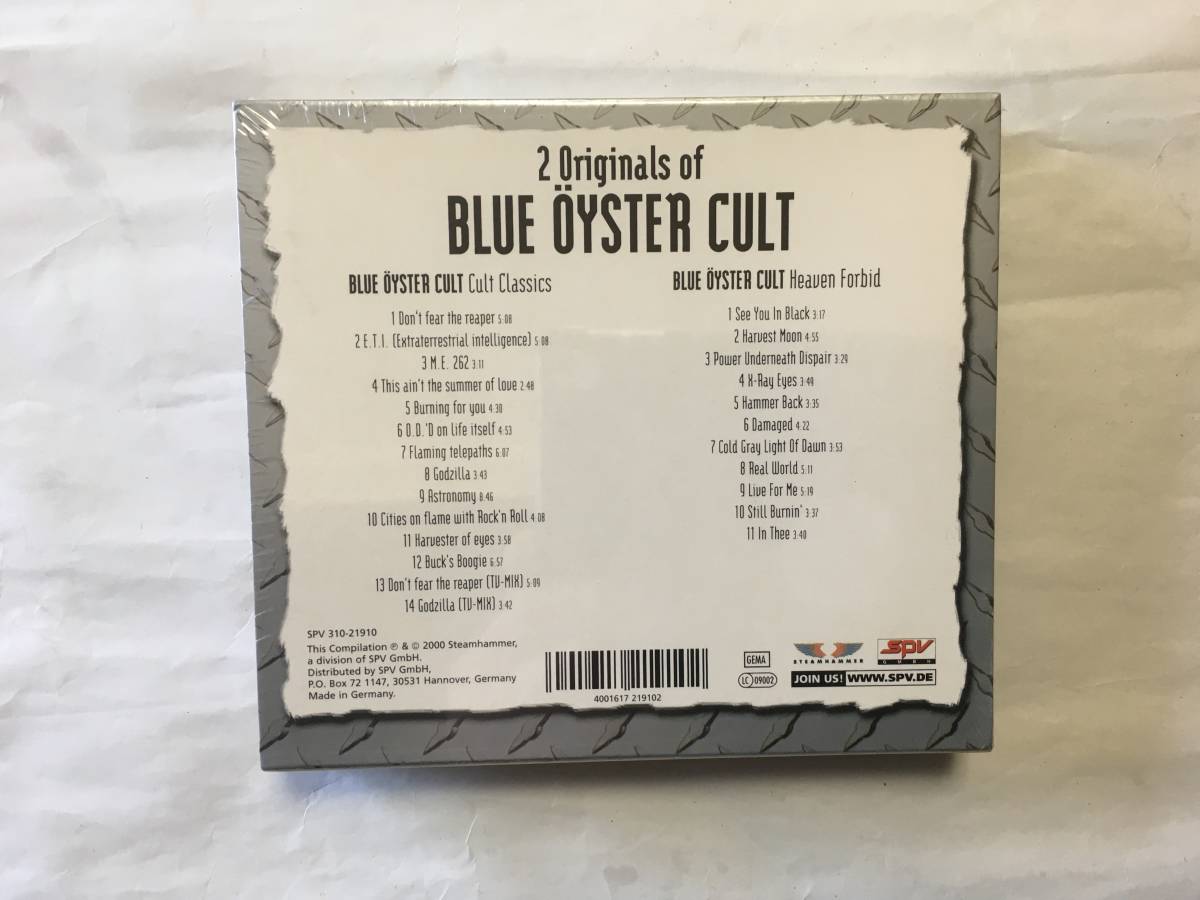 2 Originals of
BLUE ÖYSTER CULT
BLUE ÖYSTER CULT Cult Classics
1 Don't fear the reaper 5:08
2 E.T.I. (Extraterrestrial intelligence) 5:08
3 M.E. 262 3:11
4 This ain't the summer of love 2:48
5 Burning for you 4:30
6 O.D.'D on life itself 4:53
7 Flaming telepaths 6:07
8 Godzilla 3:43
9 Astronomy 8:46
10 Cities on flame with Rock'n Roll 4:08
11 Harvester of eyes 3:58
12 Buck's Boogie 6:57
13 Don't fear the reaper (TV-MIX) 5:09
14 Godzilla (TV-MIX) 3:42
BLUE ÖYSTER CULT Heaven Forbid
1 See You In Black 3:17
2 Harvest Moon 4:55
3 Power Underneath Dispair 3:29
4 X-Ray Eyes 3:48
5 Hammer Back 3:35
6 Damaged 4:22
7 Cold Gray Light Of Dawn 3:53
8 Real World 5:11
9 Live For Me 5:19
10 Still Burnin' 3:37
11 In Thee 3:40
SPV 310-21910
This Compilation ℗ & © 2000 Steamhammer,
a division of SPV GmbH.
Distributed by SPV GmbH,
P.O. Box 72 1147, 30531 Hannover, Germany
Made in Germany.
4001617 219102
GEMA
LC 09002
STEAMHAMMER
SPV
GMBH
JOIN US! WWW.SPV.DE